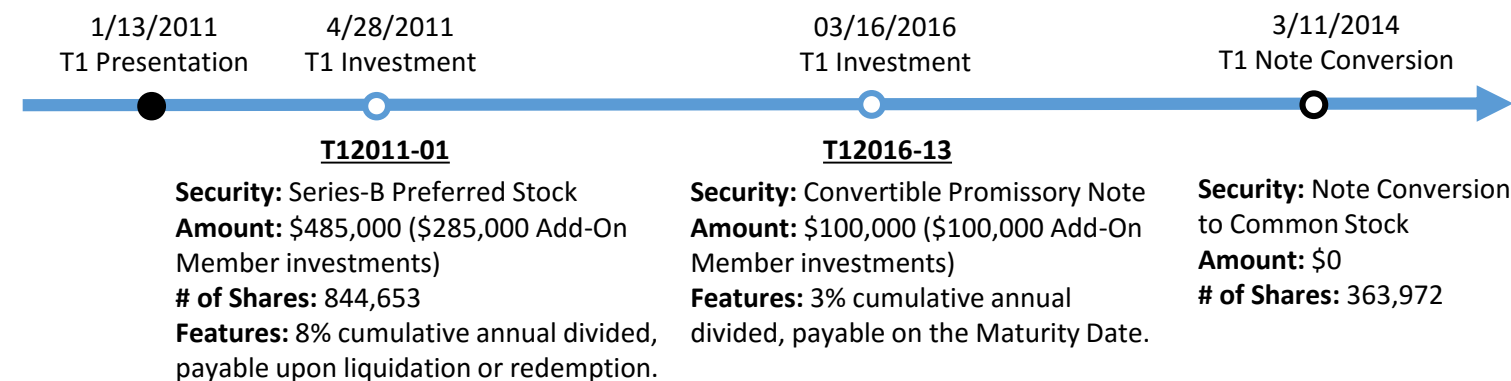 1/13/2011
T1 Presentation
4/28/2011
T1 Investment
03/16/2016
T1 Investment
3/11/2014
T1 Note Conversion
T12011-01
Security: Series-B Preferred Stock
Amount: $485,000 ($285,000 Add-On
Member investments)
# of Shares: 844,653
Features: 8% cumulative annual divided,
payable upon liquidation or redemption.
T12016-13
Security: Convertible Promissory Note
Amount: $100,000 ($100,000 Add-On
Member investments)
Features: 3% cumulative annual
divided, payable on the Maturity Date.
Security: Note Conversion
to Common Stock
Amount: $0
# of Shares: 363,972